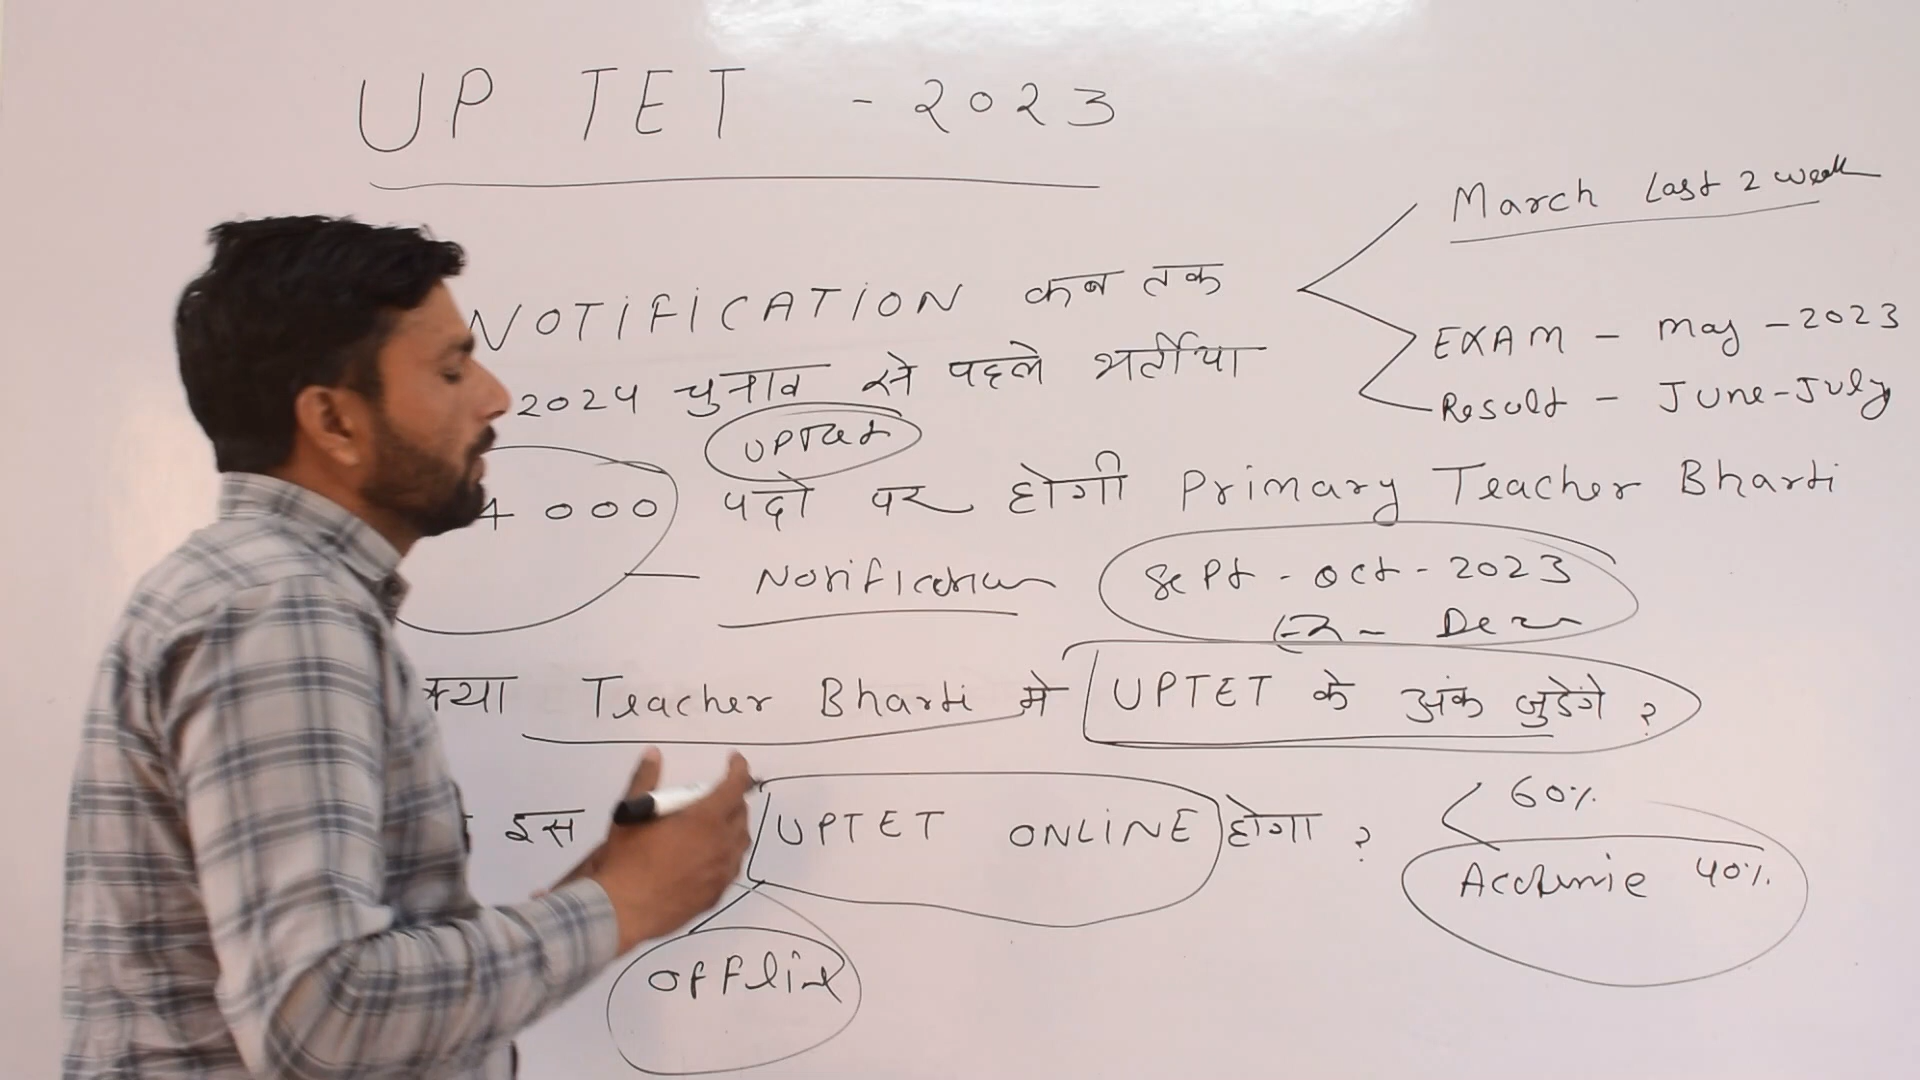 UP TET - 2023
March Last 2 week
NOTIFICATION कब तक
EXAM - May - 2023
2024 चुनाव से पहले भर्तीया
Result - June-July
UPTet
4000 पदो पर होगी Primary Teacher Bharti
Notification Sept - Oct - 2023
क्या Teacher Bharti मे UPTET के अंक जुडेगे ?
60%
इस UPTET ONLINE होगा ?
Acdemic 40%
offline